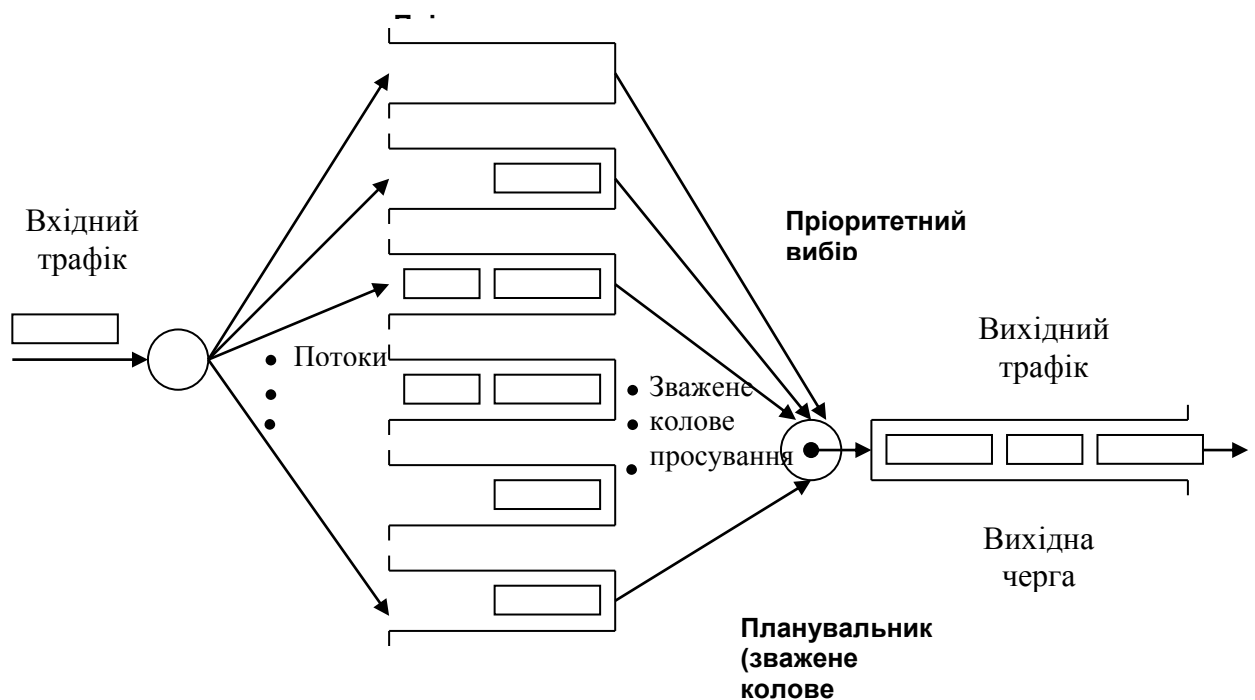 Вхідний
трафік
Потоки
Пріоритетний
вибір
Зважене
колове
просування
Вихідний
трафік
Вихідна
черга
Планувальник
(зважене
колове